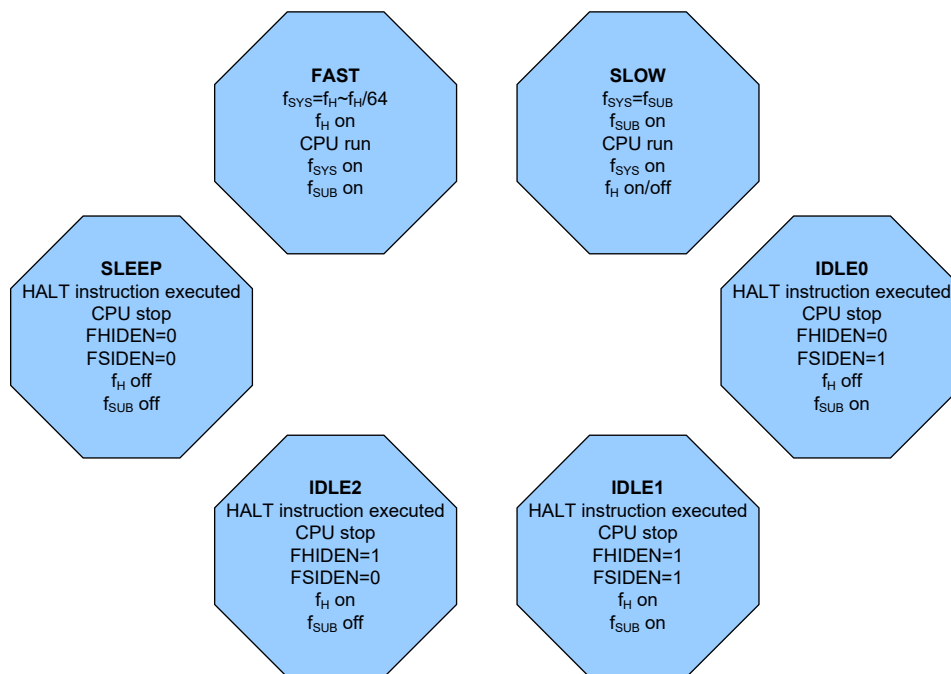 FAST
fSYS=fH~fH/64
fH on
CPU run
fSYS on
fSUB on
SLOW
fSYS=fSUB
fSUB on
CPU run
fSYS on
fH on/off
SLEEP
HALT instruction executed
CPU stop
FHIDEN=0
FSIDEN=0
fH off
fSUB off
IDLE0
HALT instruction executed
CPU stop
FHIDEN=0
FSIDEN=1
fH off
fSUB on
IDLE2
HALT instruction executed
CPU stop
FHIDEN=1
FSIDEN=0
fH on
fSUB off
IDLE1
HALT instruction executed
CPU stop
FHIDEN=1
FSIDEN=1
fH on
fSUB on